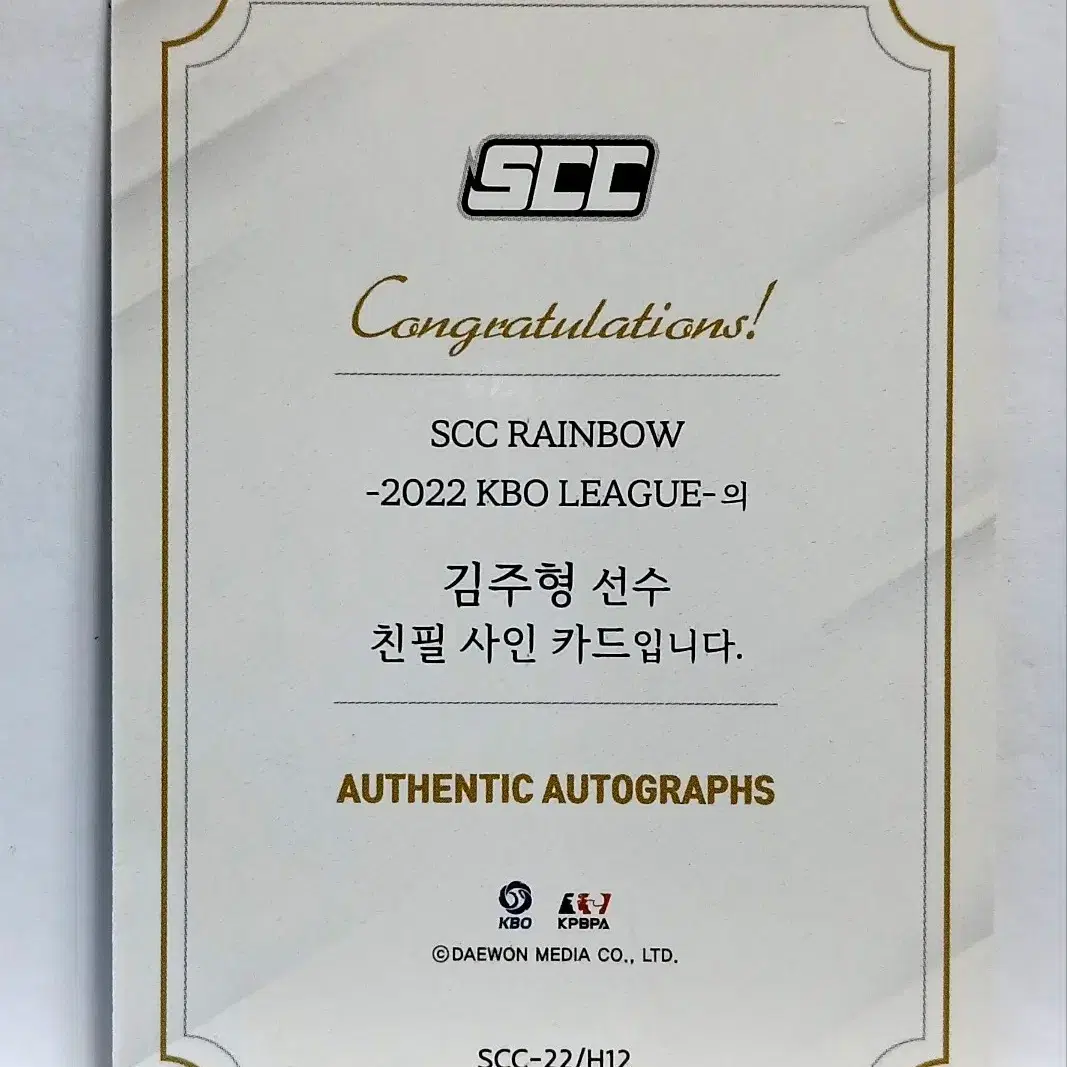 SCC
Congratulations!
SCC RAINBOW
-2022 KBO LEAGUE-의
김주형 선수
친필 사인 카드입니다.
AUTHENTIC AUTOGRAPHS
KBO KPBPA
©DAEWON MEDIA CO., LTD.
SCC-22/H12